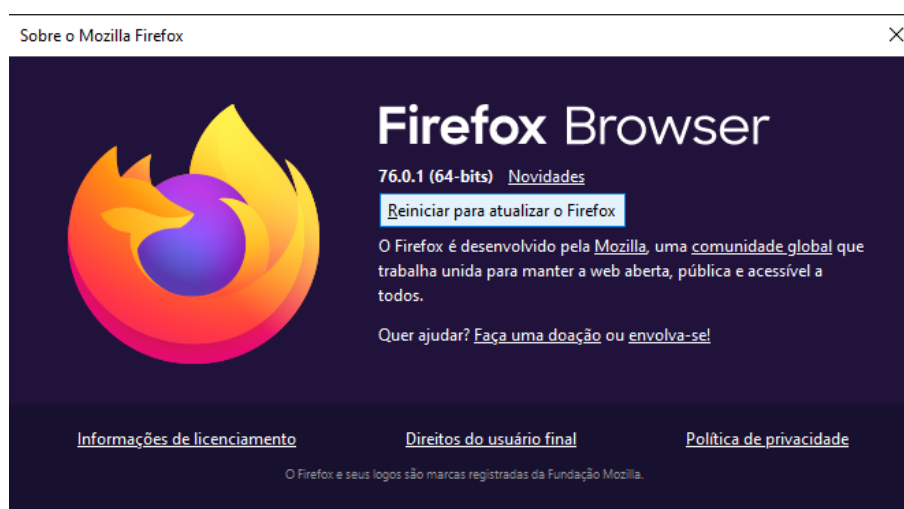 Sobre o Mozilla Firefox
Firefox Browser
76.0.1 (64-bits) Novidades
Reiniciar para atualizar o Firefox
O Firefox é desenvolvido pela Mozilla, uma comunidade global que
trabalha unida para manter a web aberta, pública e acessível a
todos.
Quer ajudar? Faça uma doação ou envolva-se!
Informações de licenciamento Direitos do usuário final Política de privacidade
O Firefox e seus logos são marcas registradas da Fundação Mozilla.